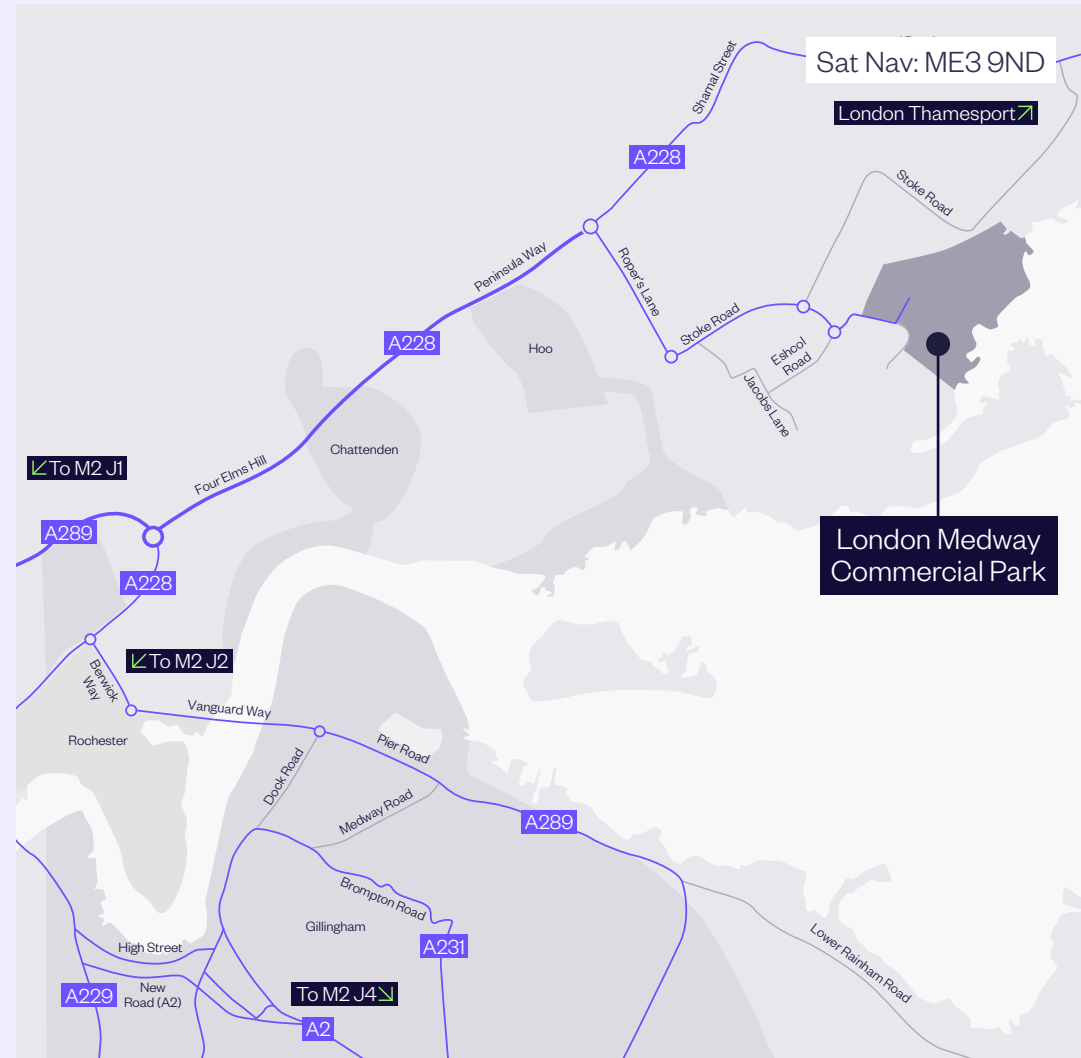 Sat Nav: ME3 9ND
Sharnal Street
London Thamesport
A228
Stoke Road
Peninsula Way
Roper's Lane
Stoke Road
A228
Hoo
Eshcol
Road
Jacobs Lane
Chattenden
To M2 J1
Four Elms Hill
A289
London Medway
Commercial Park
A228
To M2 J2
Berwick
Way
Vanguard Way
Rochester
Pier Road
Dock Road
Medway Road
A289
Brompton Road
Gillingham
High Street
A231
Lower Rainham Road
New
Road (A2)
A229
To M2 J4
A2